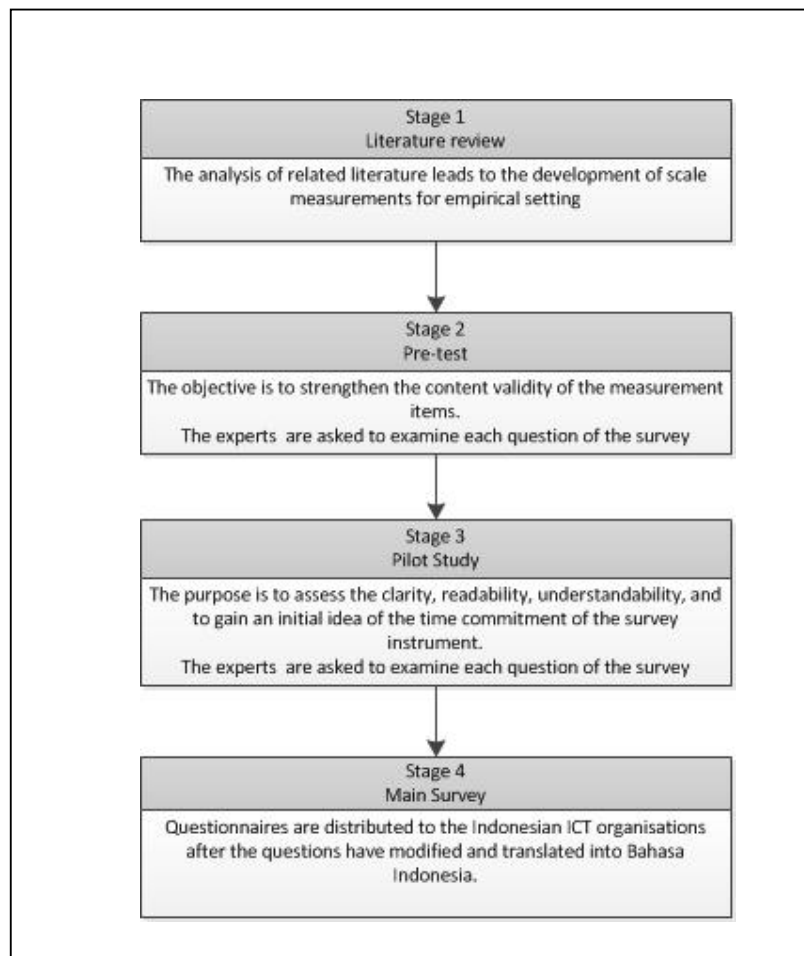 Stage 1
Literature review
The analysis of related literature leads to the development of scale
measurements for empirical setting
Stage 2
Pre-test
The objective is to strengthen the content validity of the measurement
items.
The experts are asked to examine each question of the survey
Stage 3
Pilot Study
The purpose is to assess the clarity, readability, understandability, and
to gain an initial idea of the time commitment of the survey
instrument.
The experts are asked to examine each question of the survey
Stage 4
Main Survey
Questionnaires are distributed to the Indonesian ICT organisations
after the questions have modified and translated into Bahasa
Indonesia.